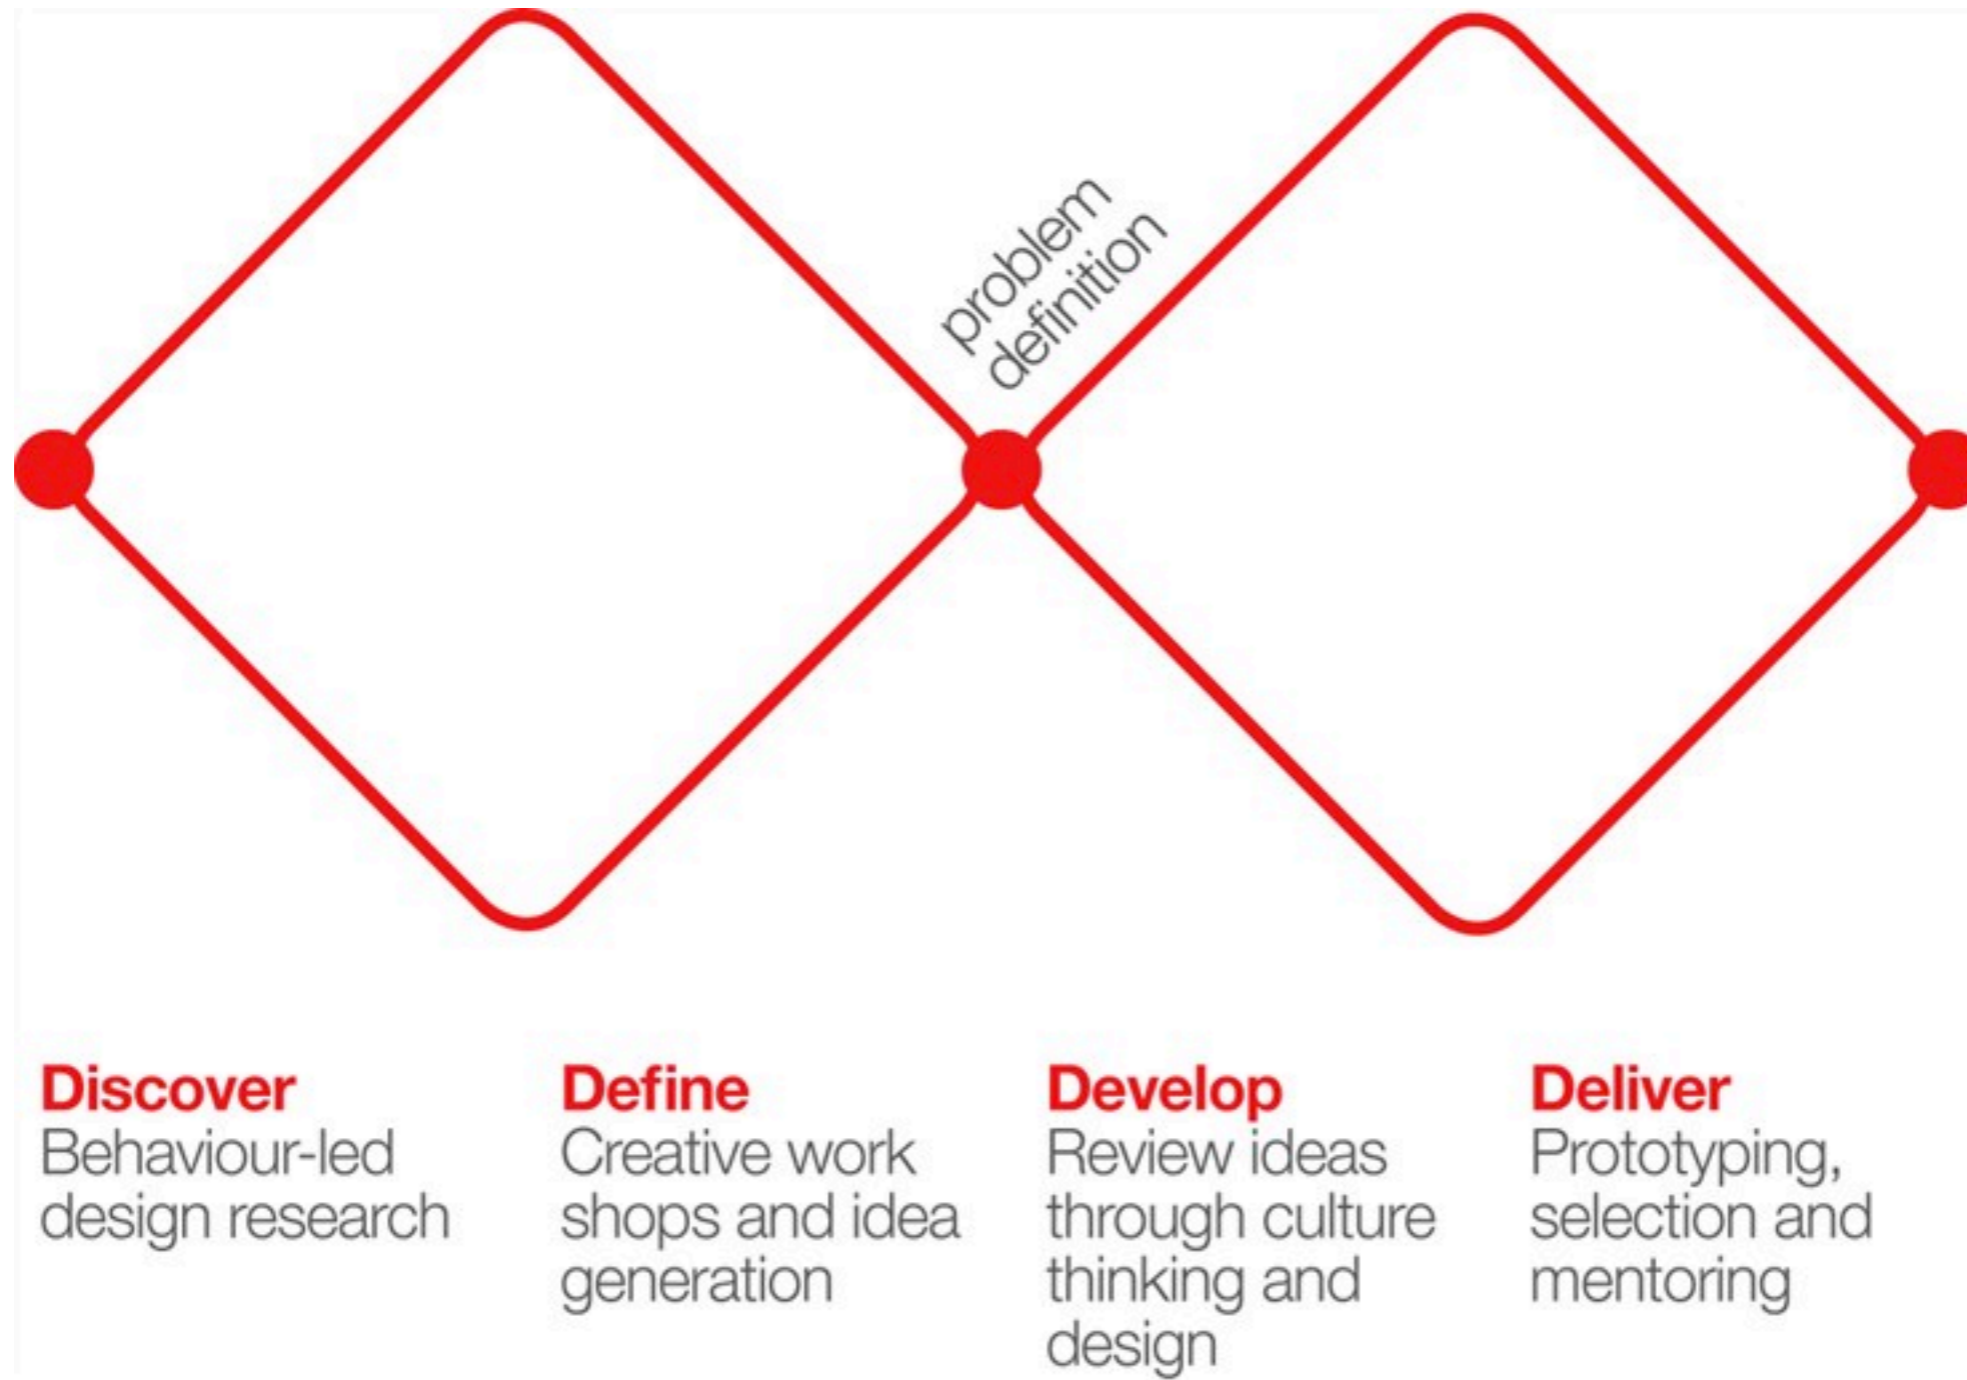 problem
definition
Discover
Behaviour-led
design research
Define
Creative work
shops and idea
generation
Develop
Review ideas
through culture
thinking and
design
Deliver
Prototyping,
selection and
mentoring